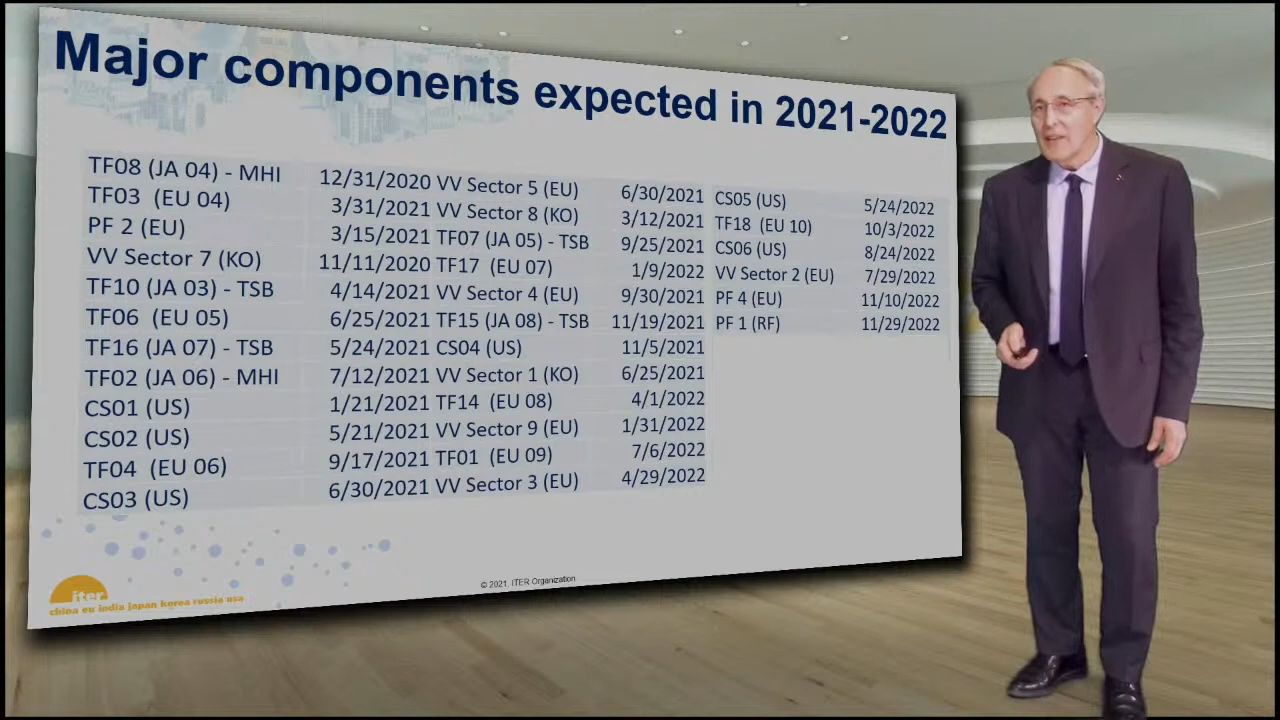 Major components expected in 2021-2022
TF08 (JA 04) - MHI 12/31/2020 VV Sector 5 (EU) 6/30/2021 CS05 (US) 5/24/2022
TF03 (EU 04) 3/31/2021 VV Sector 8 (KO) 3/12/2021 TF18 (EU 10) 10/3/2022
PF 2 (EU) 3/15/2021 TF07 (JA 05) - TSB 9/25/2021 CS06 (US) 8/24/2022
VV Sector 7 (KO) 11/11/2020 TF17 (EU 07) 1/9/2022 VV Sector 2 (EU) 7/29/2022
TF10 (JA 03) - TSB 4/14/2021 VV Sector 4 (EU) 9/30/2021 PF 4 (EU) 11/10/2022
TF06 (EU 05) 6/25/2021 TF15 (JA 08) - TSB 11/19/2021 PF 1 (RF) 11/29/2022
TF16 (JA 07) - TSB 5/24/2021 CS04 (US) 11/5/2021
TF02 (JA 06) - MHI 7/12/2021 VV Sector 1 (KO) 6/25/2021
CS01 (US) 1/21/2021 TF14 (EU 08) 4/1/2022
CS02 (US) 5/21/2021 VV Sector 9 (EU) 1/31/2022
TF04 (EU 06) 9/17/2021 TF01 (EU 09) 7/6/2022
CS03 (US) 6/30/2021 VV Sector 3 (EU) 4/29/2022
© 2021, ITER Organization
iter
china eu india japan korea russia usa